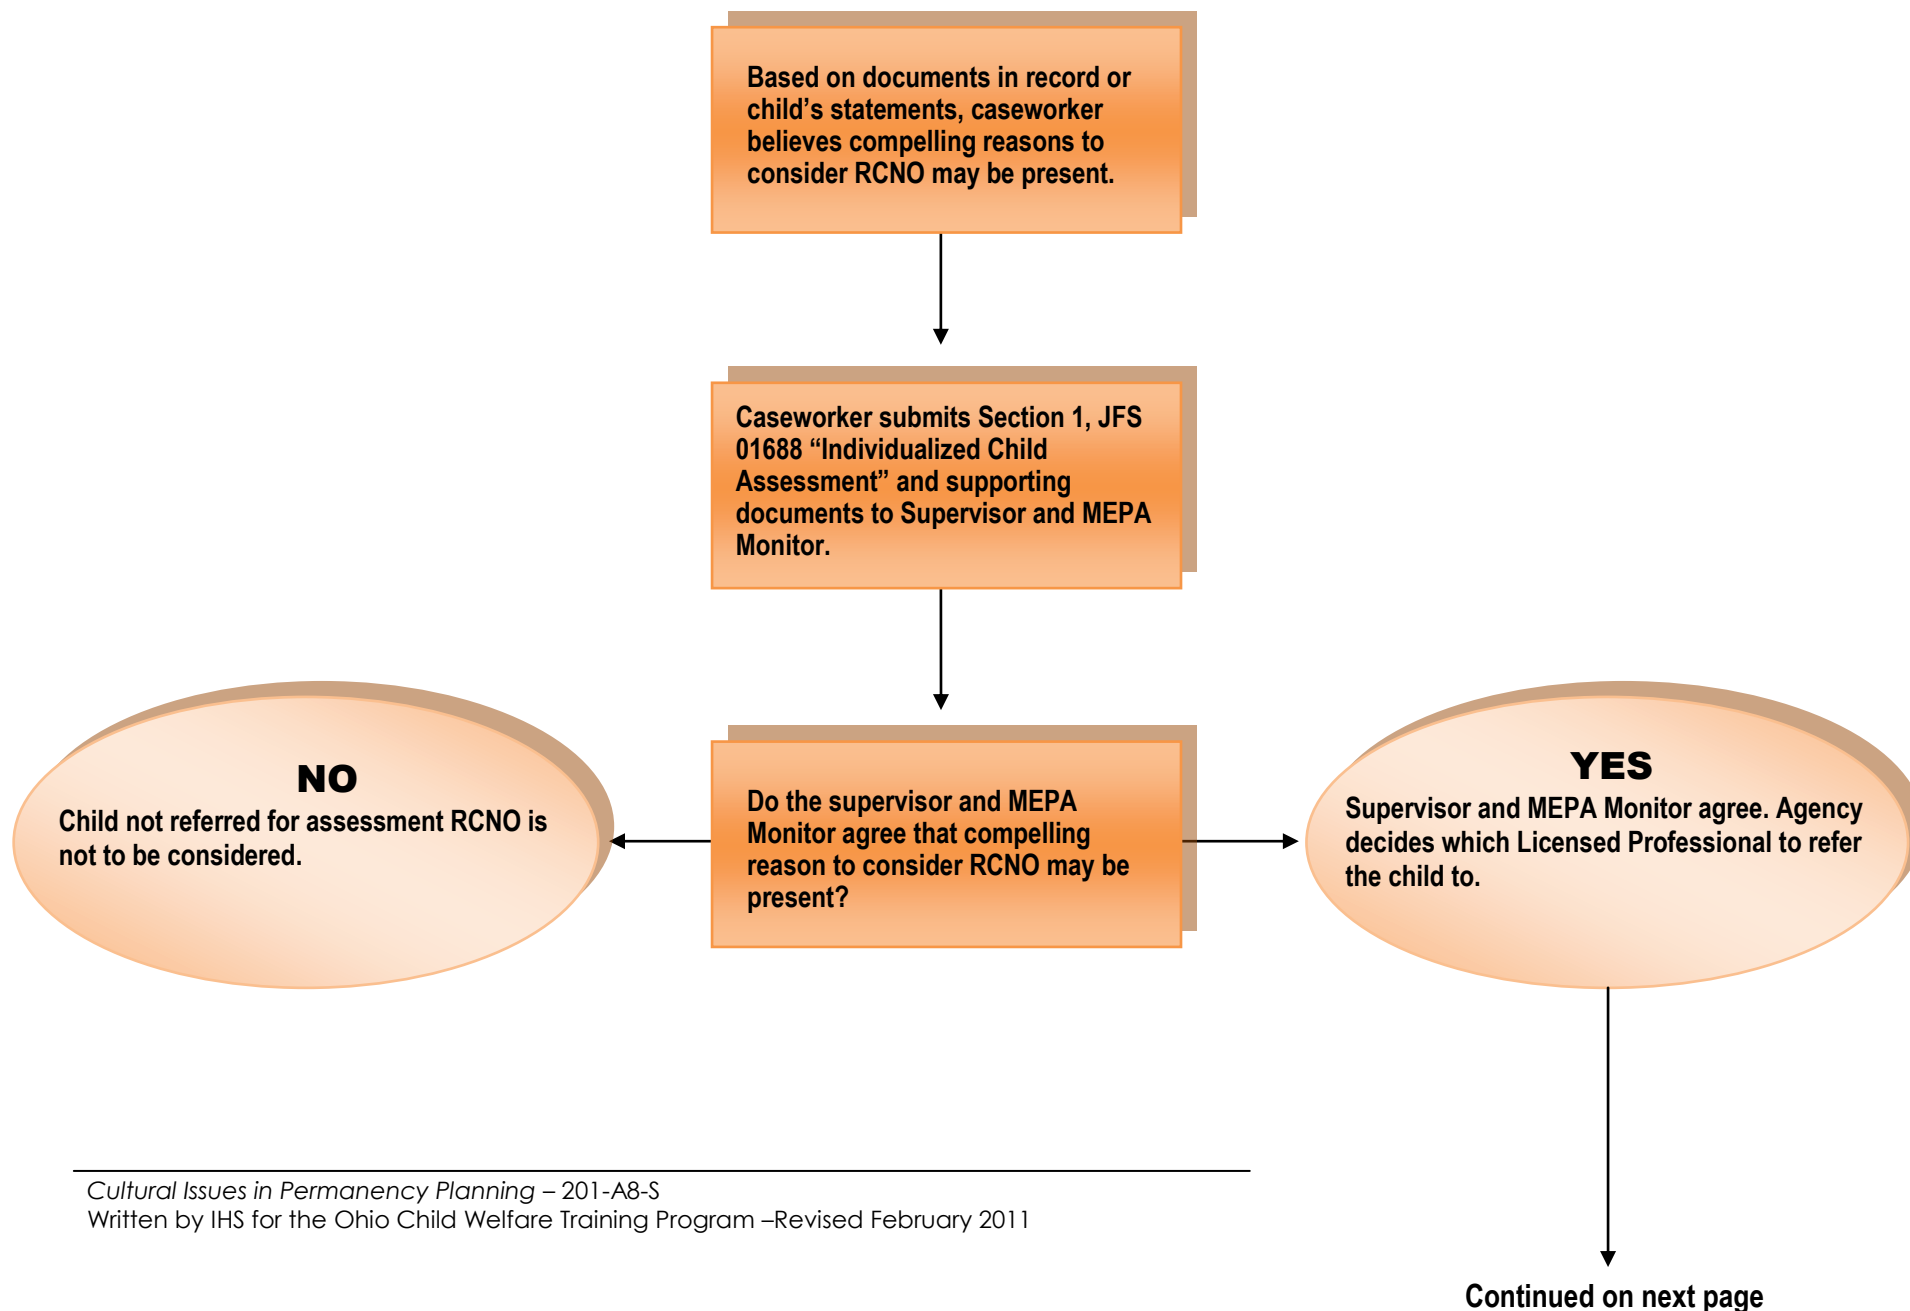 Based on documents in record or
child’s statements, caseworker
believes compelling reasons to
consider RCNO may be present.
Caseworker submits Section 1, JFS
01688 “Individualized Child
Assessment” and supporting
documents to Supervisor and MEPA
Monitor.
NO
Child not referred for assessment RCNO is
not to be considered.
Do the supervisor and MEPA
Monitor agree that compelling
reason to consider RCNO may be
present?
YES
Supervisor and MEPA Monitor agree. Agency
decides which Licensed Professional to refer
the child to.
Cultural Issues in Permanency Planning – 201-A8-S
Written by IHS for the Ohio Child Welfare Training Program –Revised February 2011
Continued on next page